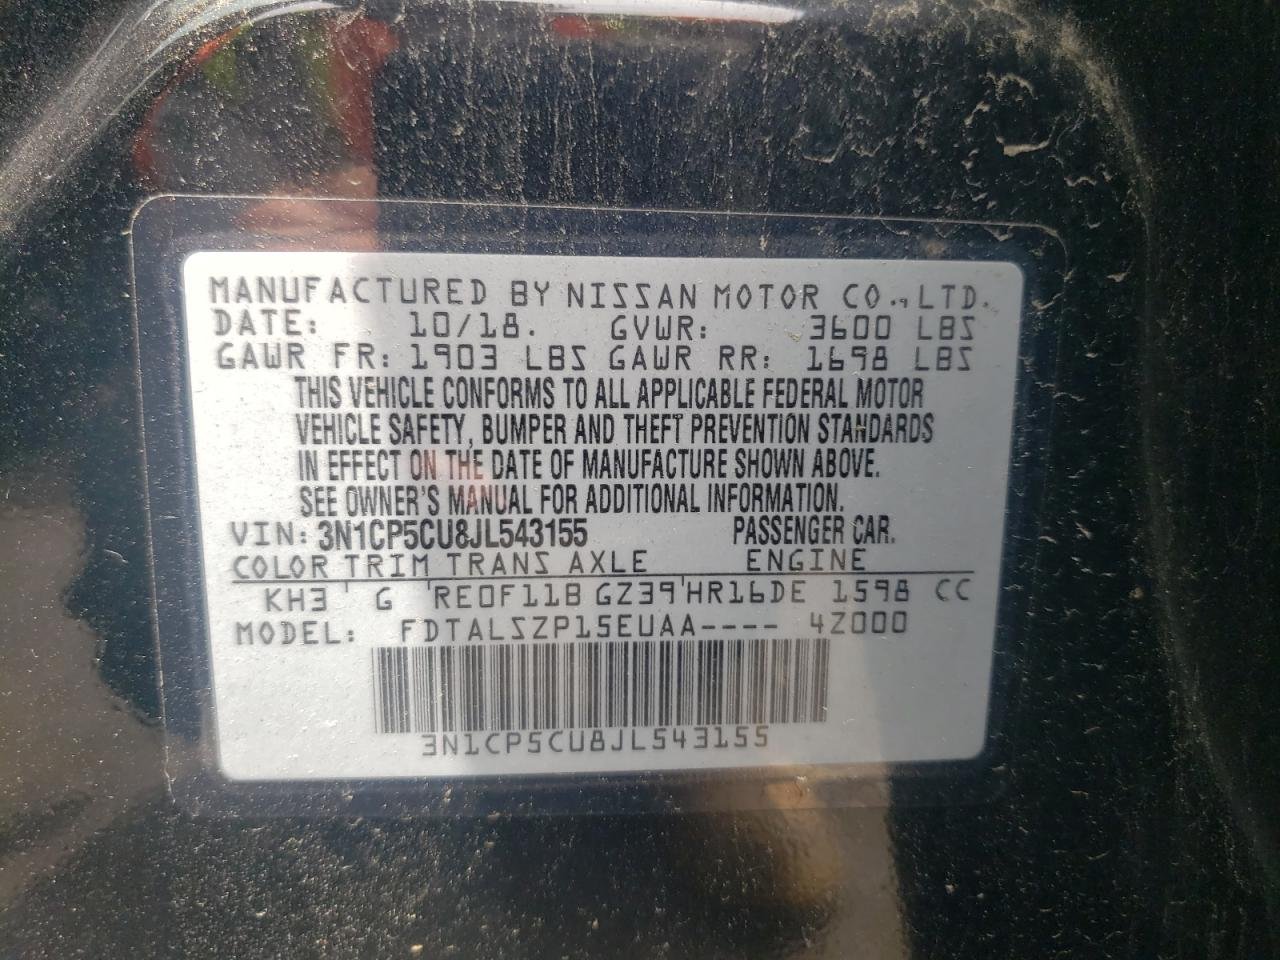 MANUFACTURED BY NISSAN MOTOR CO., LTD.
DATE: 10/18. GVWR: 3600 LBS
GAWR FR: 1903 LBS GAWR RR: 1698 LBS
THIS VEHICLE CONFORMS TO ALL APPLICABLE FEDERAL MOTOR
VEHICLE SAFETY, BUMPER AND THEFT PREVENTION STANDARDS
IN EFFECT ON THE DATE OF MANUFACTURE SHOWN ABOVE.
SEE OWNER'S MANUAL FOR ADDITIONAL INFORMATION.
VIN: 3N1CP5CU8JL543155 PASSENGER CAR.
COLOR TRIM TRANS AXLE ENGINE
KH3 ' G 'RE0F11B GZ39'HR16DE 1598 CC
MODEL: FDTALSZP15EUAA---- 4Z000
3N1CP5CU8JL543155